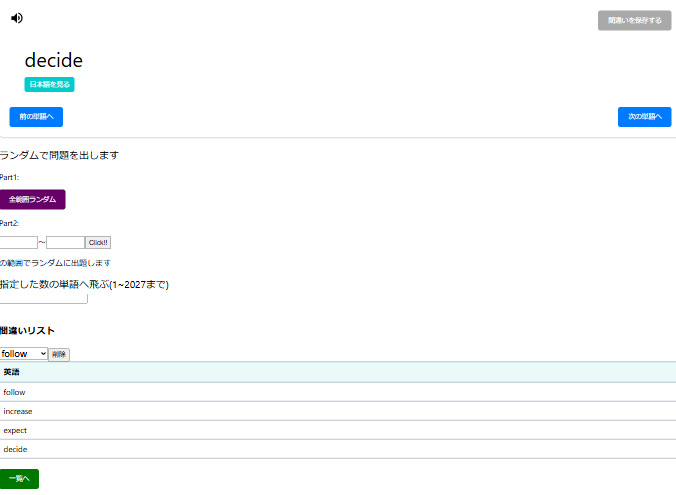 間違いを保存する
decide
日本語を見る
前の単語へ 次の単語へ
ランダムで問題を出します
Part1:
全範囲ランダム
Part2:
～ Click!!
の範囲でランダムに出題します
指定した数の単語へ飛ぶ(1~2027まで)
間違いリスト
follow 削除
英語
follow
increase
expect
decide
一覧へ